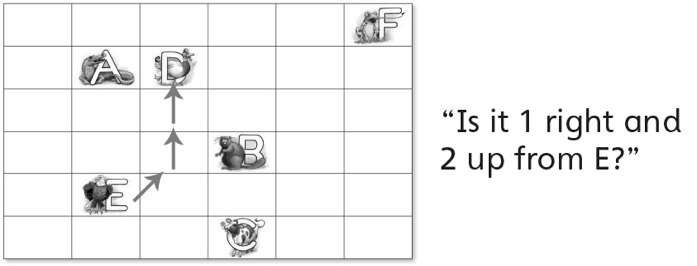 F
A D
B
E
C
“Is it 1 right and
2 up from E?”